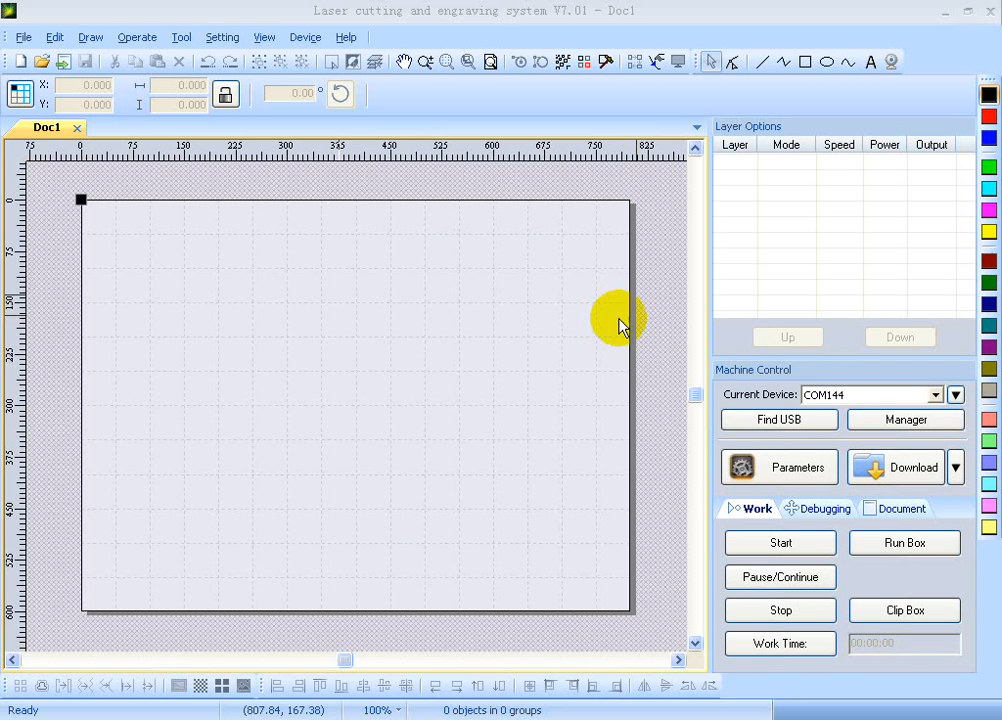 Laser cutting and engraving system V7.01 - Doc1
File Edit Draw Operate Tool Setting View Device Help
X: 0.000 0.000
Y: 0.000 0.000
0.00 °
Doc1
75 0 75 150 225 300 365 450 525 600 675 750 825
0
75
150
225
300
375
450
525
600
Layer Options
Layer Mode Speed Power Output
Up Down
Machine Control
Current Device: COM144
Find USB Manager
Parameters Download
Work Debugging Document
Start Run Box
Pause/Continue
Stop Clip Box
Work Time: 00:00:00
Ready (807.84, 167.38) 100% 0 objects in 0 groups